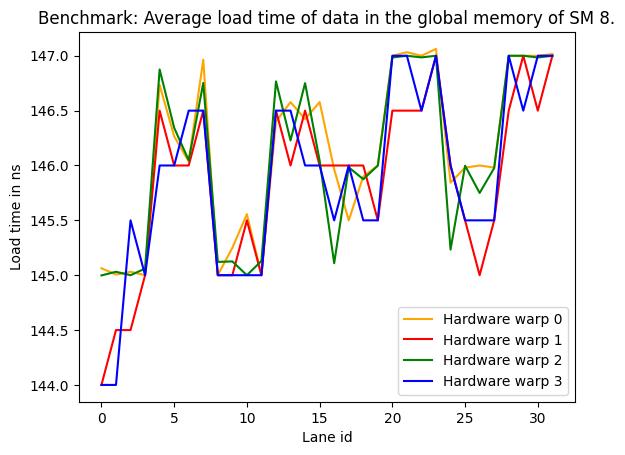 Benchmark: Average load time of data in the global memory of SM 8.
147.0
146.5
146.0
145.5
145.0
144.5
144.0
Load time in ns
Hardware warp 0
Hardware warp 1
Hardware warp 2
Hardware warp 3
0 5 10 15 20 25 30
Lane id